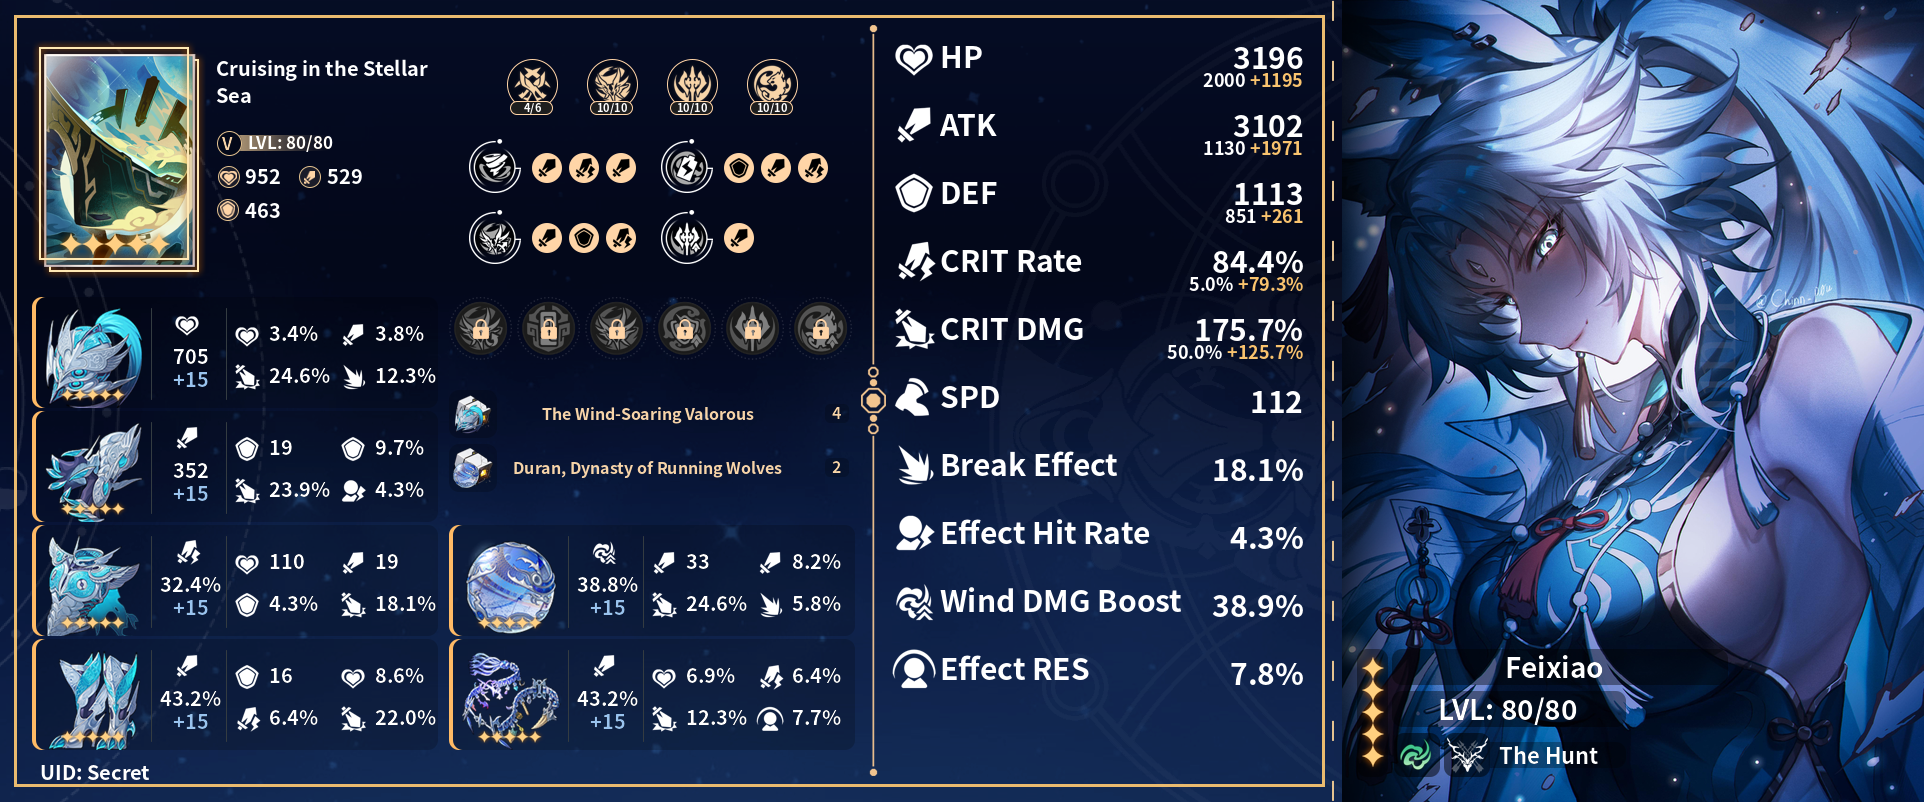 Cruising in the Stellar
Sea
V LVL: 80/80
952 529
463
4/6 10/10 10/10 10/10
705
+15
3.4% 3.8%
24.6% 12.3%
352
+15
19 9.7%
23.9% 4.3%
32.4%
+15
110 19
4.3% 18.1%
43.2%
+15
16 8.6%
6.4% 22.0%
The Wind-Soaring Valorous 4
Duran, Dynasty of Running Wolves 2
38.8%
+15
33 8.2%
24.6% 5.8%
43.2%
+15
6.9% 6.4%
12.3% 7.7%
UID: Secret
HP 3196
2000 +1195
ATK 3102
1130 +1971
DEF 1113
851 +261
CRIT Rate 84.4%
5.0% +79.3%
CRIT DMG 175.7%
50.0% +125.7%
SPD 112
Break Effect 18.1%
Effect Hit Rate 4.3%
Wind DMG Boost 38.9%
Effect RES 7.8%
Feixiao
LVL: 80/80
The Hunt